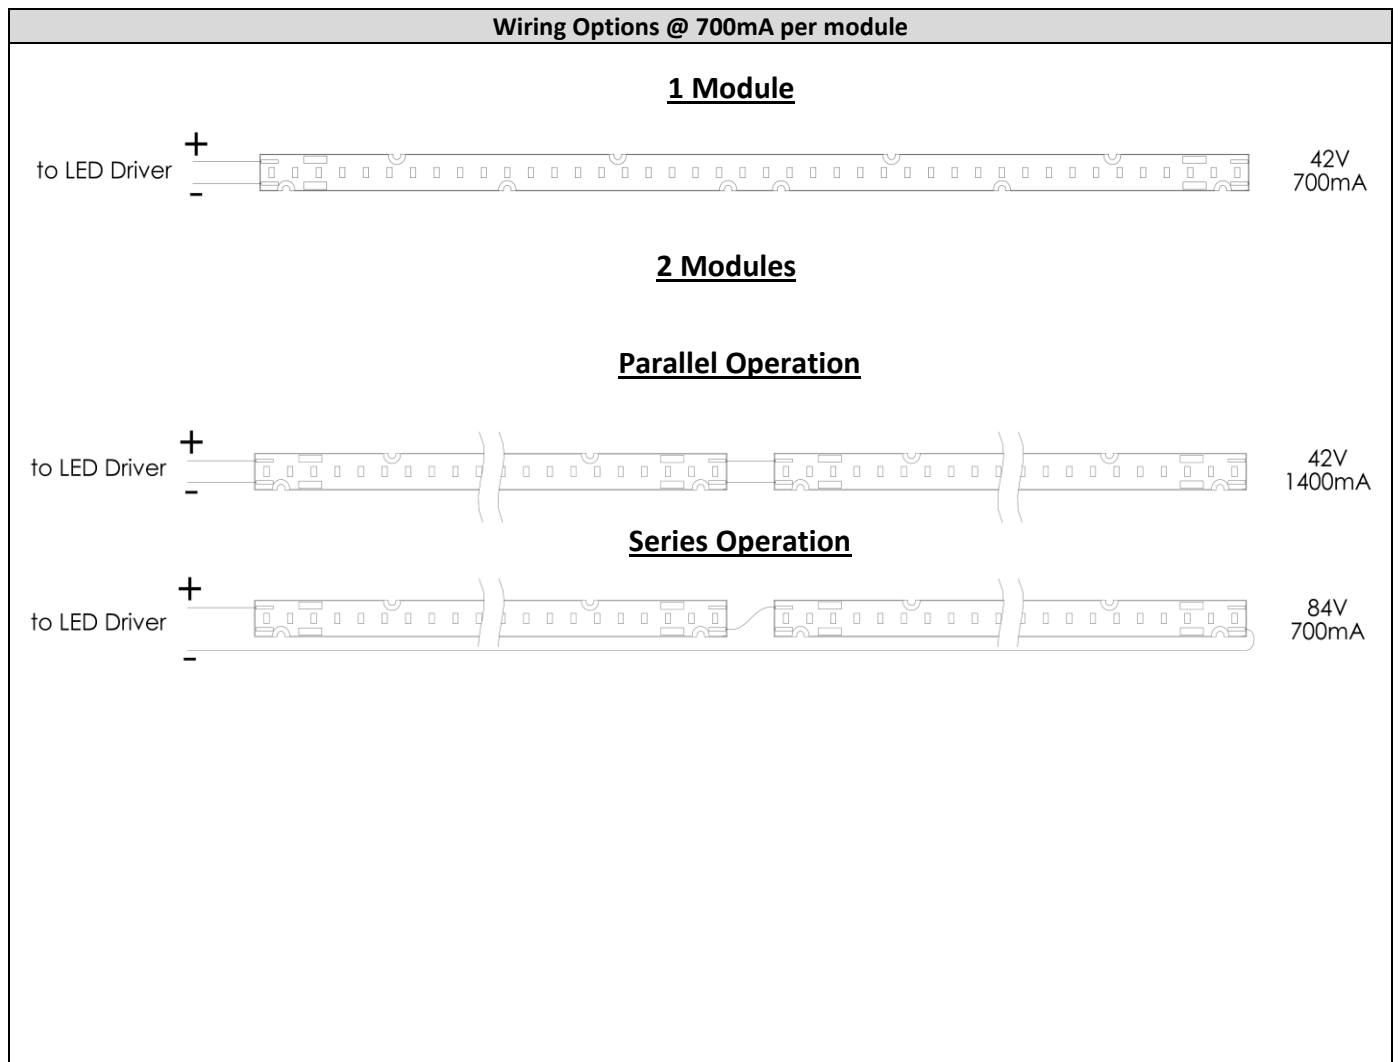 Wiring Options @ 700mA per module
1 Module
+
to LED Driver
-
42V
700mA
2 Modules
Parallel Operation
+
to LED Driver
-
42V
1400mA
Series Operation
+
to LED Driver
-
84V
700mA